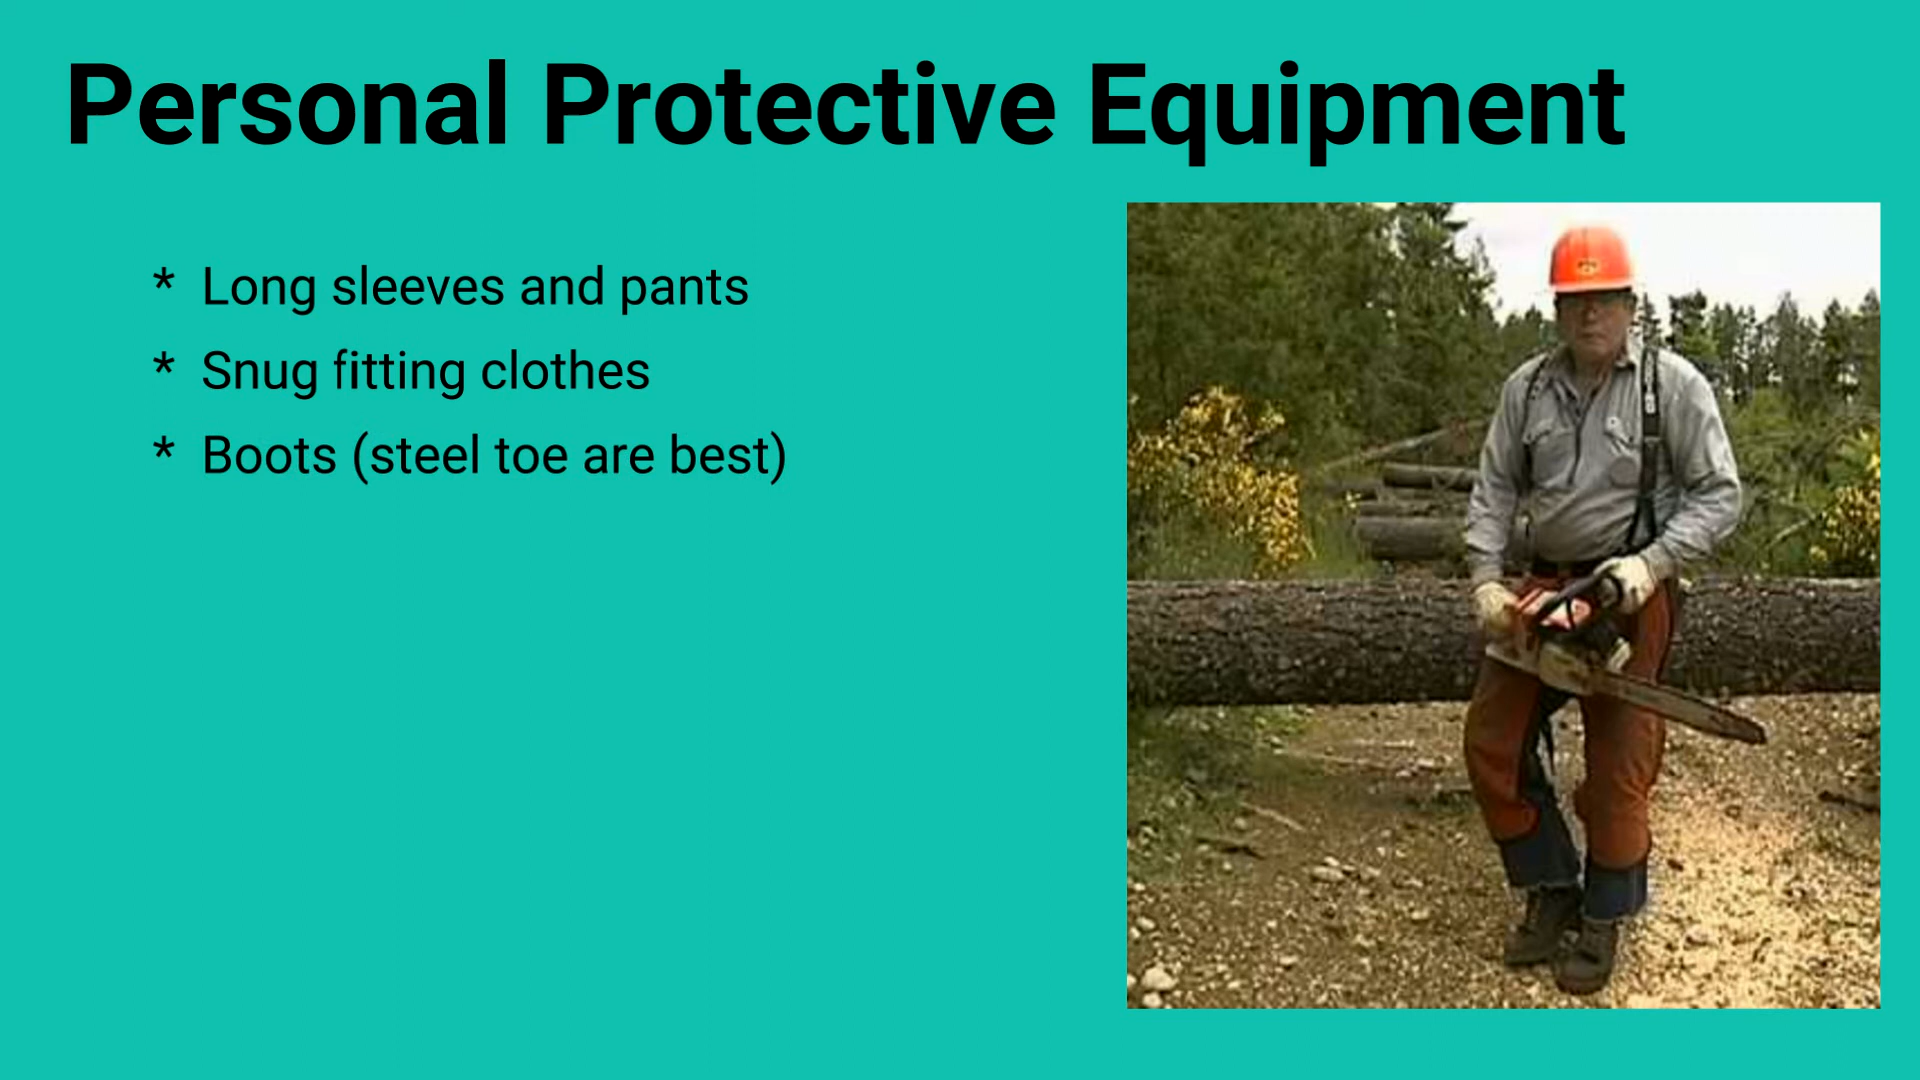 Personal Protective Equipment
* Long sleeves and pants
* Snug fitting clothes
* Boots (steel toe are best)